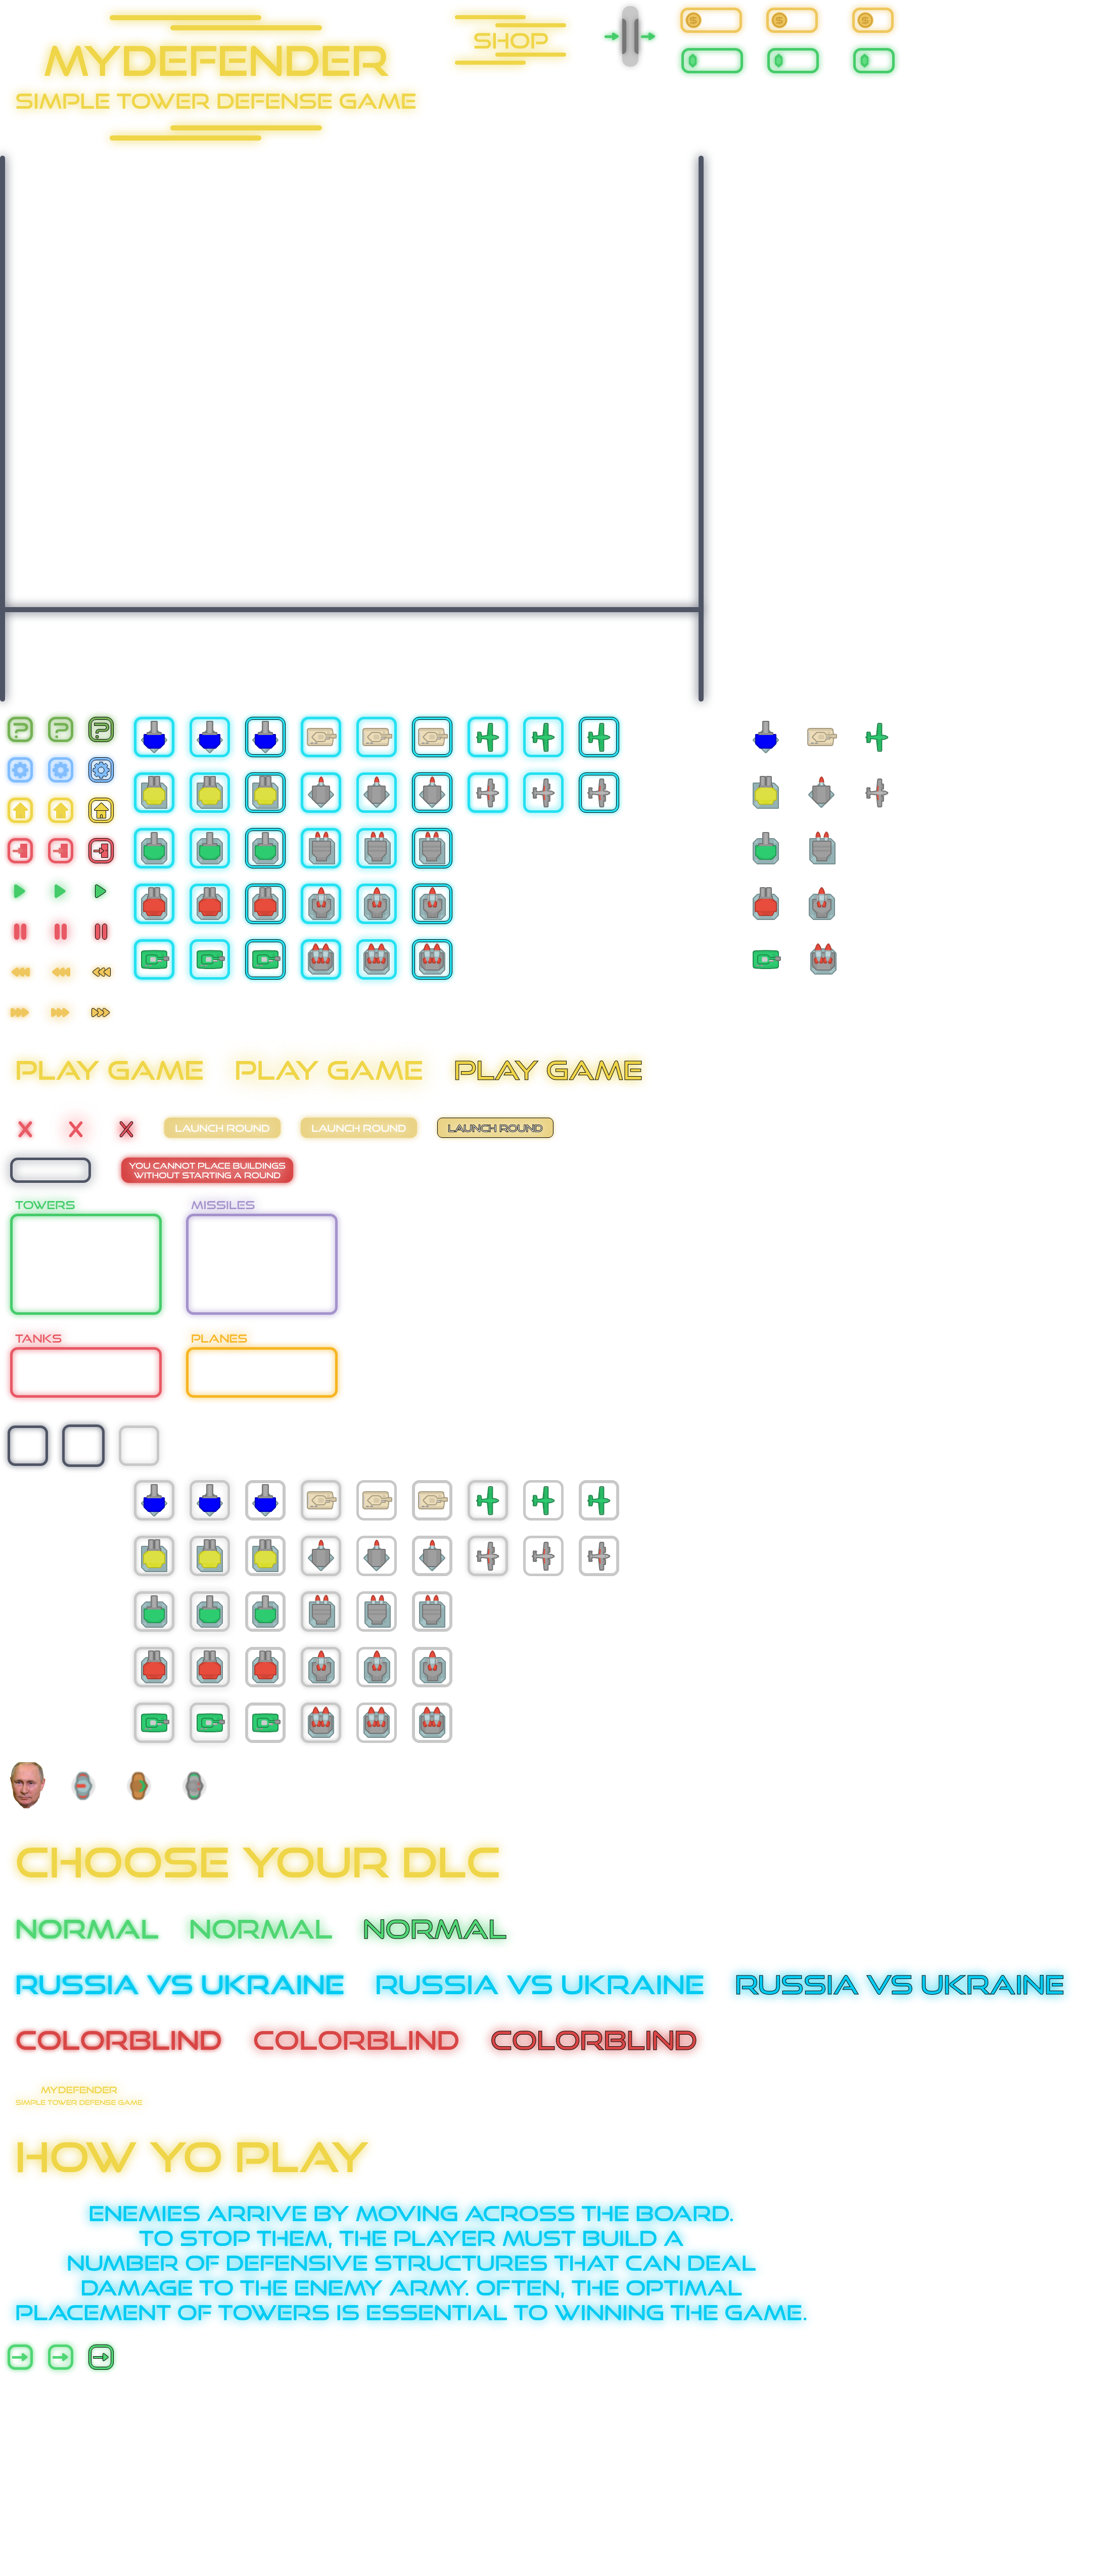 MYDEFENDER
SIMPLE TOWER DEFENSE GAME
SHOP
PLAY GAME PLAY GAME PLAY GAME
LAUNCH ROUND LAUNCH ROUND LAUNCH ROUND
YOU CANNOT PLACE BUILDINGS
WITHOUT STARTING A ROUND
TOWERS MISSILES
TANKS PLANES
CHOOSE YOUR DLC
NORMAL NORMAL NORMAL
RUSSIA VS UKRAINE RUSSIA VS UKRAINE RUSSIA VS UKRAINE
COLORBLIND COLORBLIND COLORBLIND
MYDEFENDER
SIMPLE TOWER DEFENSE GAME
HOW YO PLAY
ENEMIES ARRIVE BY MOVING ACROSS THE BOARD.
TO STOP THEM, THE PLAYER MUST BUILD A
NUMBER OF DEFENSIVE STRUCTURES THAT CAN DEAL
DAMAGE TO THE ENEMY ARMY. OFTEN, THE OPTIMAL
PLACEMENT OF TOWERS IS ESSENTIAL TO WINNING THE GAME.